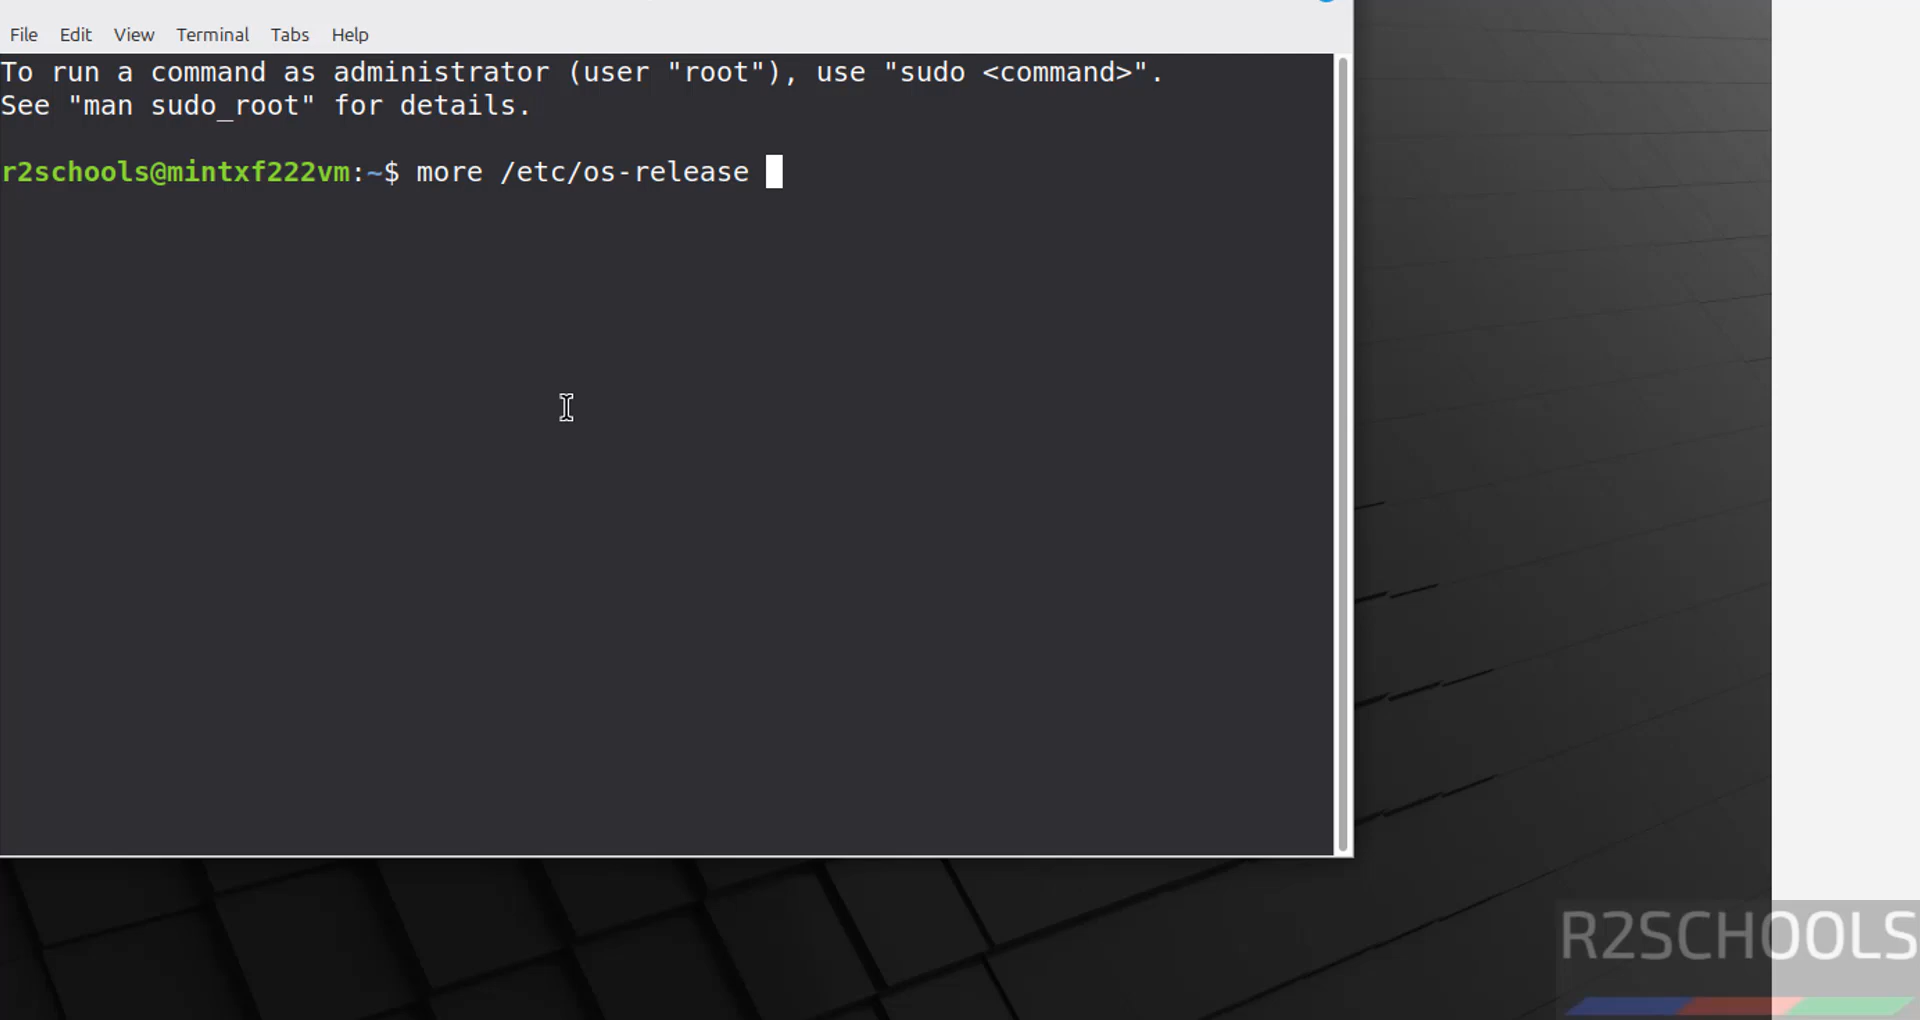 File Edit View Terminal Tabs Help
To run a command as administrator (user "root"), use "sudo <command>".
See "man sudo_root" for details.
r2schools@mintxf222vm:~$ more /etc/os-release
R2SCHOOLS